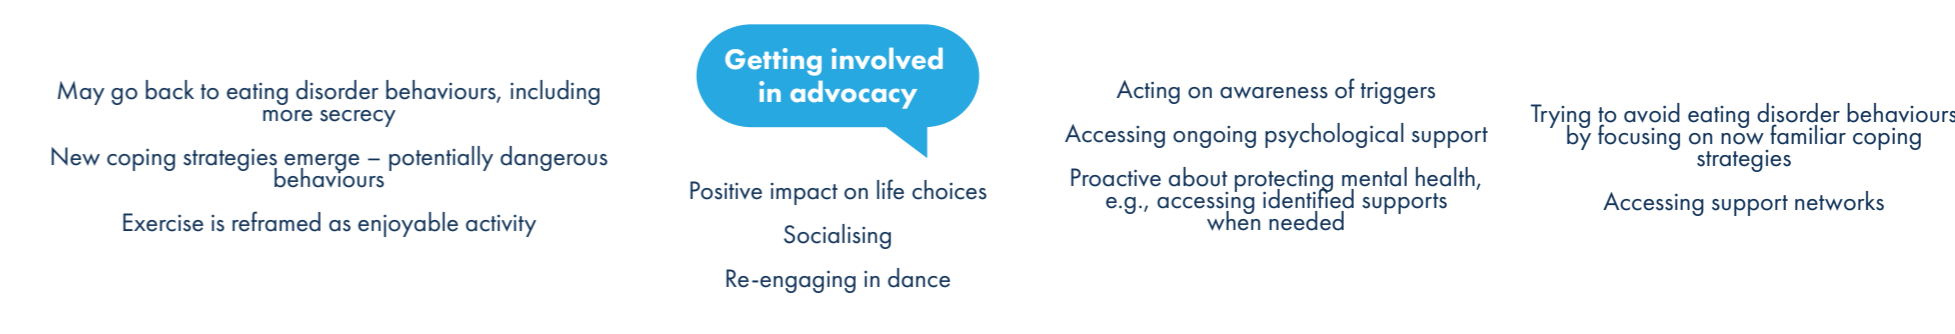 May go back to eating disorder behaviours, including
more secrecy
New coping strategies emerge – potentially dangerous
behaviours
Exercise is reframed as enjoyable activity
Getting involved
in advocacy
Positive impact on life choices
Socialising
Re-engaging in dance
Acting on awareness of triggers
Accessing ongoing psychological support
Proactive about protecting mental health,
e.g., accessing identified supports
when needed
Trying to avoid eating disorder behaviours
by focusing on now familiar coping
strategies
Accessing support networks